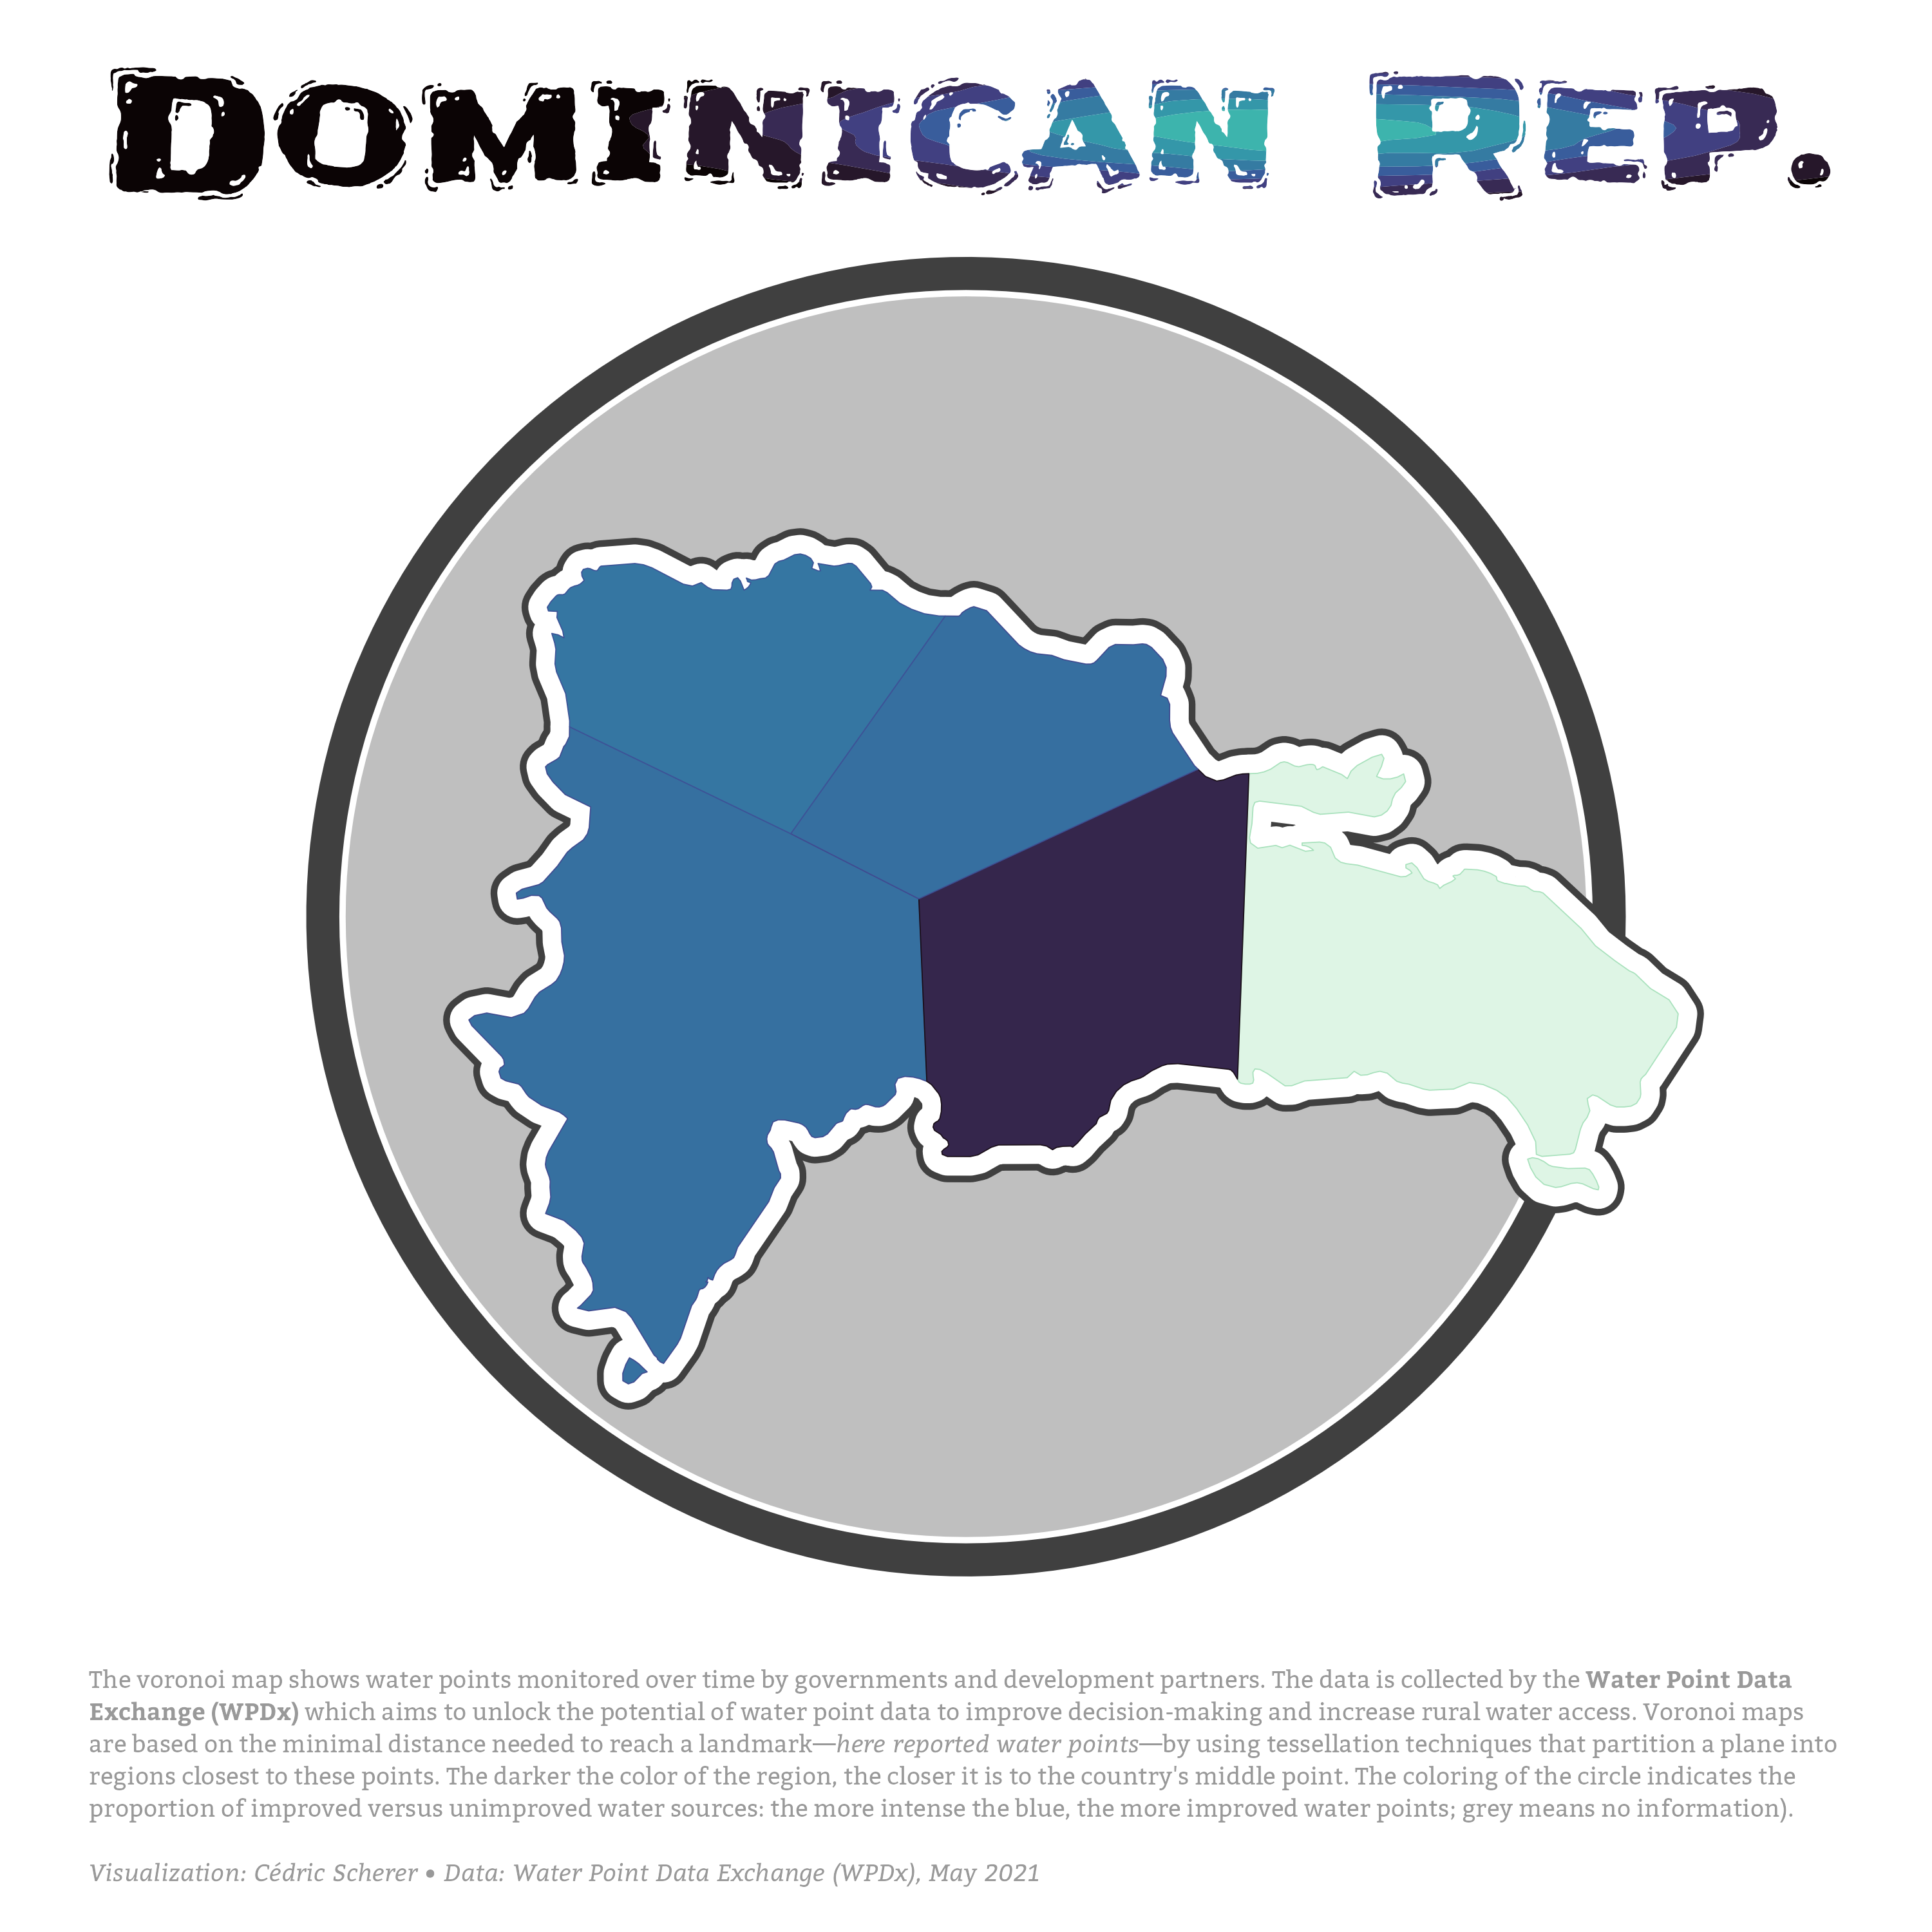 DOMINICAN REP.
The voronoi map shows water points monitored over time by governments and development partners. The data is collected by the Water Point Data
Exchange (WPDx) which aims to unlock the potential of water point data to improve decision-making and increase rural water access. Voronoi maps
are based on the minimal distance needed to reach a landmark—here reported water points—by using tessellation techniques that partition a plane into
regions closest to these points. The darker the color of the region, the closer it is to the country's middle point. The coloring of the circle indicates the
proportion of improved versus unimproved water sources: the more intense the blue, the more improved water points; grey means no information).
Visualization: Cédric Scherer • Data: Water Point Data Exchange (WPDx), May 2021